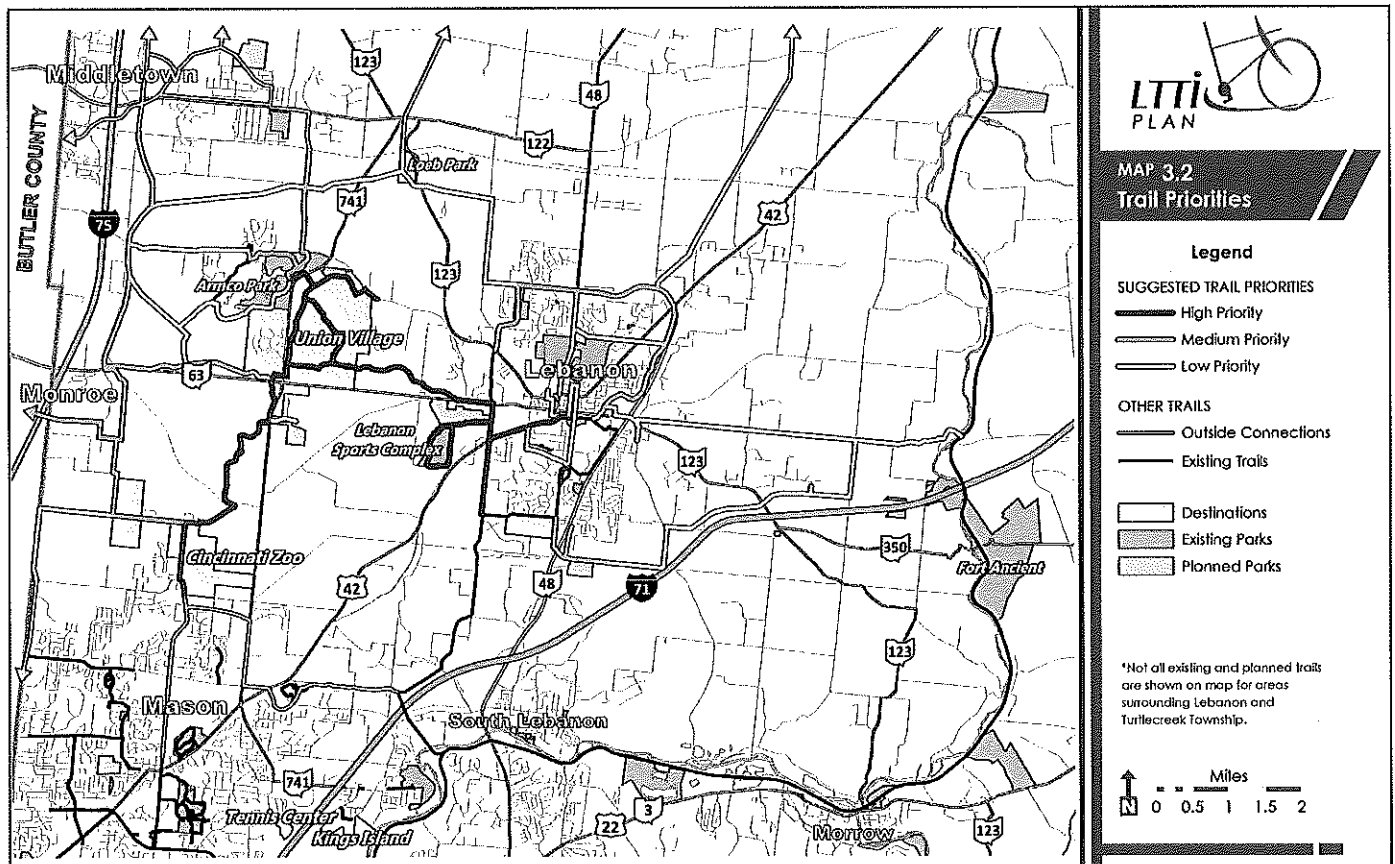 Middletown
BUTLER COUNTY
75
123
48
122
Loeb Park
741
42
123
Armco Park
Union Village
63
Monroe
Lebanon
Lebanon
Sports Complex
123
Cincinnati Zoo
350
Fort Ancient
42
48
71
123
Mason
South Lebanon
741
Tennis Center
Kings Island
3
22
Morrow
123
LTTi
PLAN
MAP 3.2
Trail Priorities
Legend
SUGGESTED TRAIL PRIORITIES
High Priority
Medium Priority
Low Priority
OTHER TRAILS
Outside Connections
Existing Trails
Destinations
Existing Parks
Planned Parks
*Not all existing and planned trails
are shown on map for areas
surrounding Lebanon and
Turtlecreek Township.
Miles
N 0 0.5 1 1.5 2